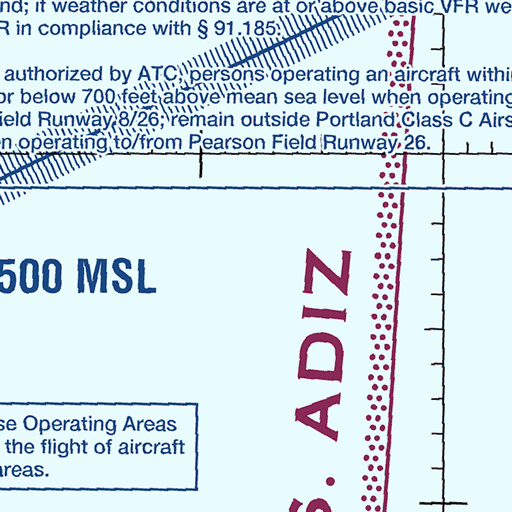 nd; if weather conditions are at or above basic VFR we
R in compliance with § 91.185.
authorized by ATC, persons operating an aircraft withi
or below 700 feet above mean sea level when operating
ield Runway 8/26; remain outside Portland Class C Airs
n operating to/from Pearson Field Runway 26.
500 MSL
S. ADIZ
se Operating Areas
the flight of aircraft
areas.